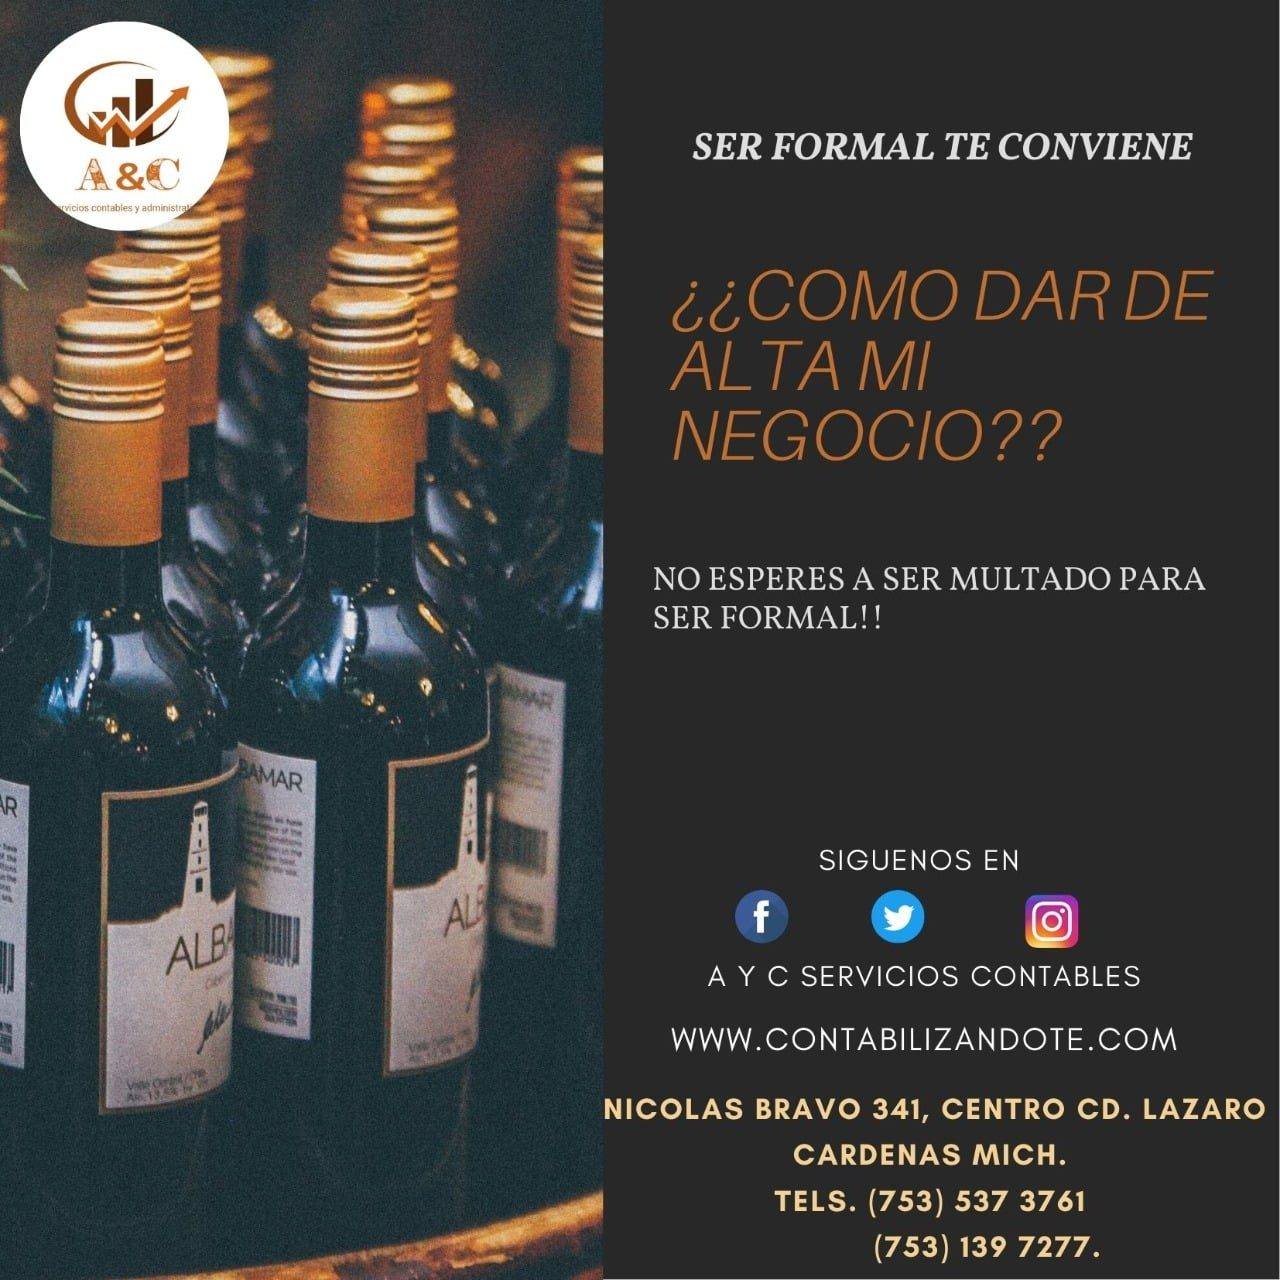 A&C
SER FORMAL TE CONVIENE
¿¿COMO DAR DE
ALTA MI
NEGOCIO??
NO ESPERES A SER MULTADO PARA
SER FORMAL!!
SIGUENOS EN
A Y C SERVICIOS CONTABLES
WWW.CONTABILIZANDOTE.COM
NICOLAS BRAVO 341, CENTRO CD. LAZARO
CARDENAS MICH.
TELS. (753) 537 3761
(753) 139 7277.
contables y
BAMAR
ALBA